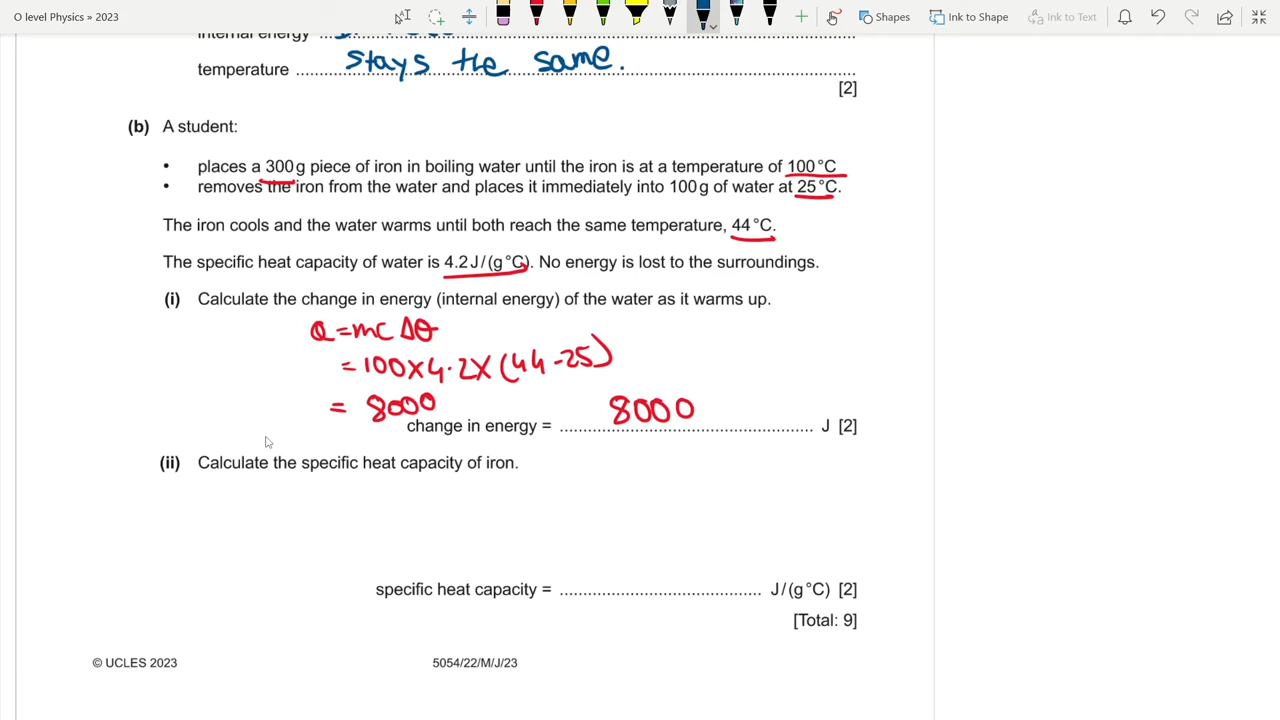 O level Physics » 2023
Shapes
Ink to Shape
Ink to Text
internal energy
temperature stays the same.
[2]
(b) A student:
• places a 300 g piece of iron in boiling water until the iron is at a temperature of 100 °C
• removes the iron from the water and places it immediately into 100 g of water at 25 °C.
The iron cools and the water warms until both reach the same temperature, 44 °C.
The specific heat capacity of water is 4.2 J/(g °C). No energy is lost to the surroundings.
(i) Calculate the change in energy (internal energy) of the water as it warms up.
Q = mc Δθ
= 100 × 4.2 × (44 - 25)
= 8000
change in energy = 8000 J [2]
(ii) Calculate the specific heat capacity of iron.
specific heat capacity = .......................................... J/(g °C) [2]
[Total: 9]
© UCLES 2023
5054/22/M/J/23